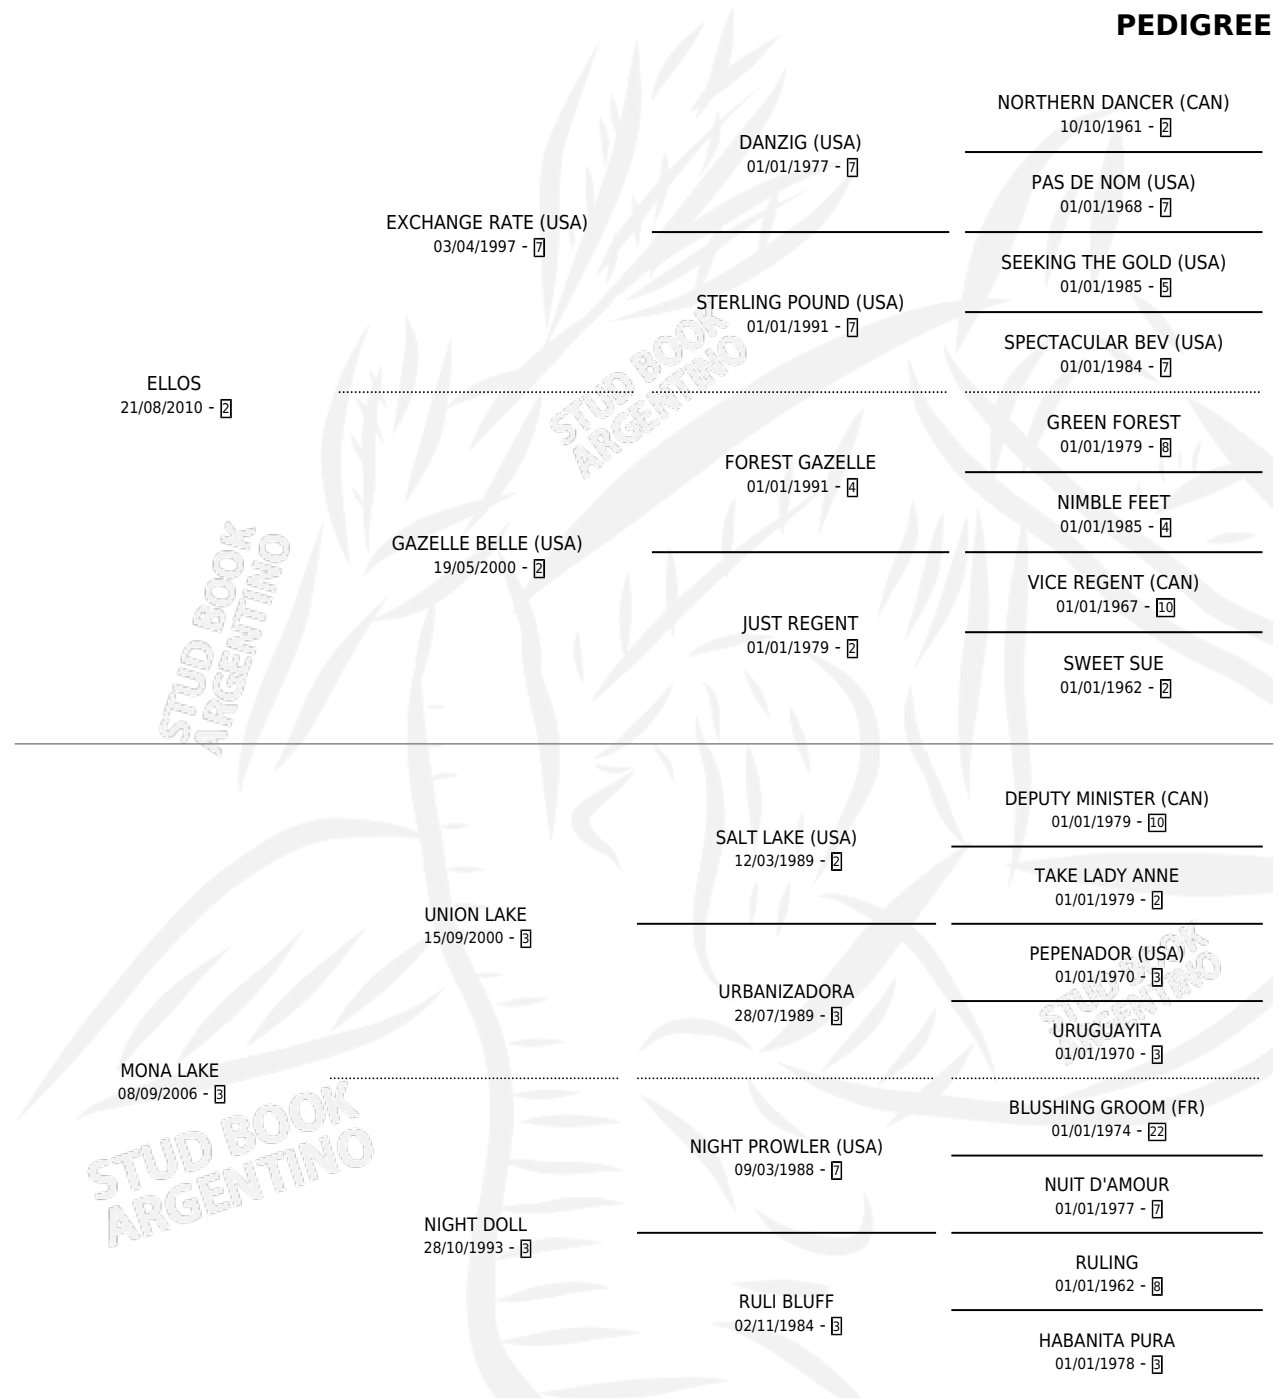 PEDIGREE
NORTHERN DANCER (CAN)
10/10/1961 - 2
DANZIG (USA)
01/01/1977 - 7
PAS DE NOM (USA)
01/01/1968 - 7
EXCHANGE RATE (USA)
03/04/1997 - 7
SEEKING THE GOLD (USA)
01/01/1985 - 5
STERLING POUND (USA)
01/01/1991 - 7
SPECTACULAR BEV (USA)
01/01/1984 - 7
ELLOS
21/08/2010 - 2
GREEN FOREST
01/01/1979 - 8
FOREST GAZELLE
01/01/1991 - 4
NIMBLE FEET
01/01/1985 - 4
GAZELLE BELLE (USA)
19/05/2000 - 2
VICE REGENT (CAN)
01/01/1967 - 10
JUST REGENT
01/01/1979 - 2
SWEET SUE
01/01/1962 - 2
DEPUTY MINISTER (CAN)
01/01/1979 - 10
SALT LAKE (USA)
12/03/1989 - 2
TAKE LADY ANNE
01/01/1979 - 2
UNION LAKE
15/09/2000 - 3
PEPENADOR (USA)
01/01/1970 - 3
URBANIZADORA
28/07/1989 - 3
URUGUAYITA
01/01/1970 - 3
MONA LAKE
08/09/2006 - 3
BLUSHING GROOM (FR)
01/01/1974 - 22
NIGHT PROWLER (USA)
09/03/1988 - 7
NUIT D'AMOUR
01/01/1977 - 7
NIGHT DOLL
28/10/1993 - 3
RULING
01/01/1962 - 8
RULI BLUFF
02/11/1984 - 3
HABANITA PURA
01/01/1978 - 3
STUD BOOK
ARGENTINO
STUD BOOK
ARGENTINO
STUD BOOK
ARGENTINO
STUD BOOK
ARGENTINO